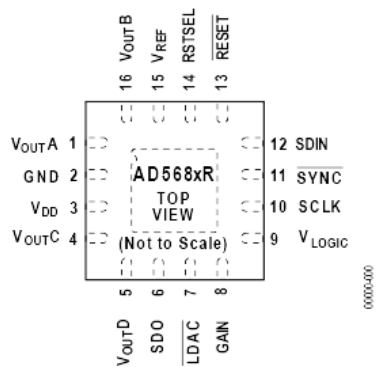 16 VOUTB
15 VREF
14 RSTSEL
13 RESET
VOUTA 1
GND 2
VDD 3
VOUTC 4
AD568xR
TOP
VIEW
(Not to Scale)
12 SDIN
11 SYNC
10 SCLK
9 VLOGIC
5 VOUTD
6 SDO
7 LDAC
8 GAIN
00000-000